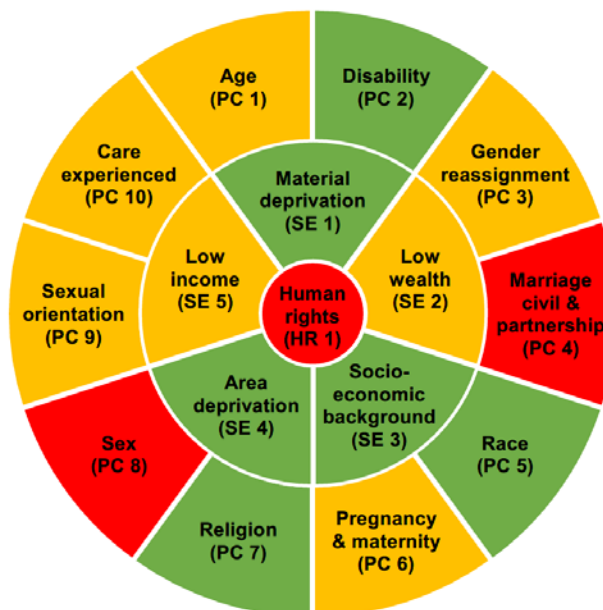 Age
(PC 1)
Disability
(PC 2)
Gender
reassignment
(PC 3)
Marriage
civil &
partnership
(PC 4)
Race
(PC 5)
Pregnancy
& maternity
(PC 6)
Religion
(PC 7)
Sex
(PC 8)
Sexual
orientation
(PC 9)
Care
experienced
(PC 10)
Material
deprivation
(SE 1)
Low
wealth
(SE 2)
Socio-
economic
background
(SE 3)
Area
deprivation
(SE 4)
Low
income
(SE 5)
Human
rights
(HR 1)